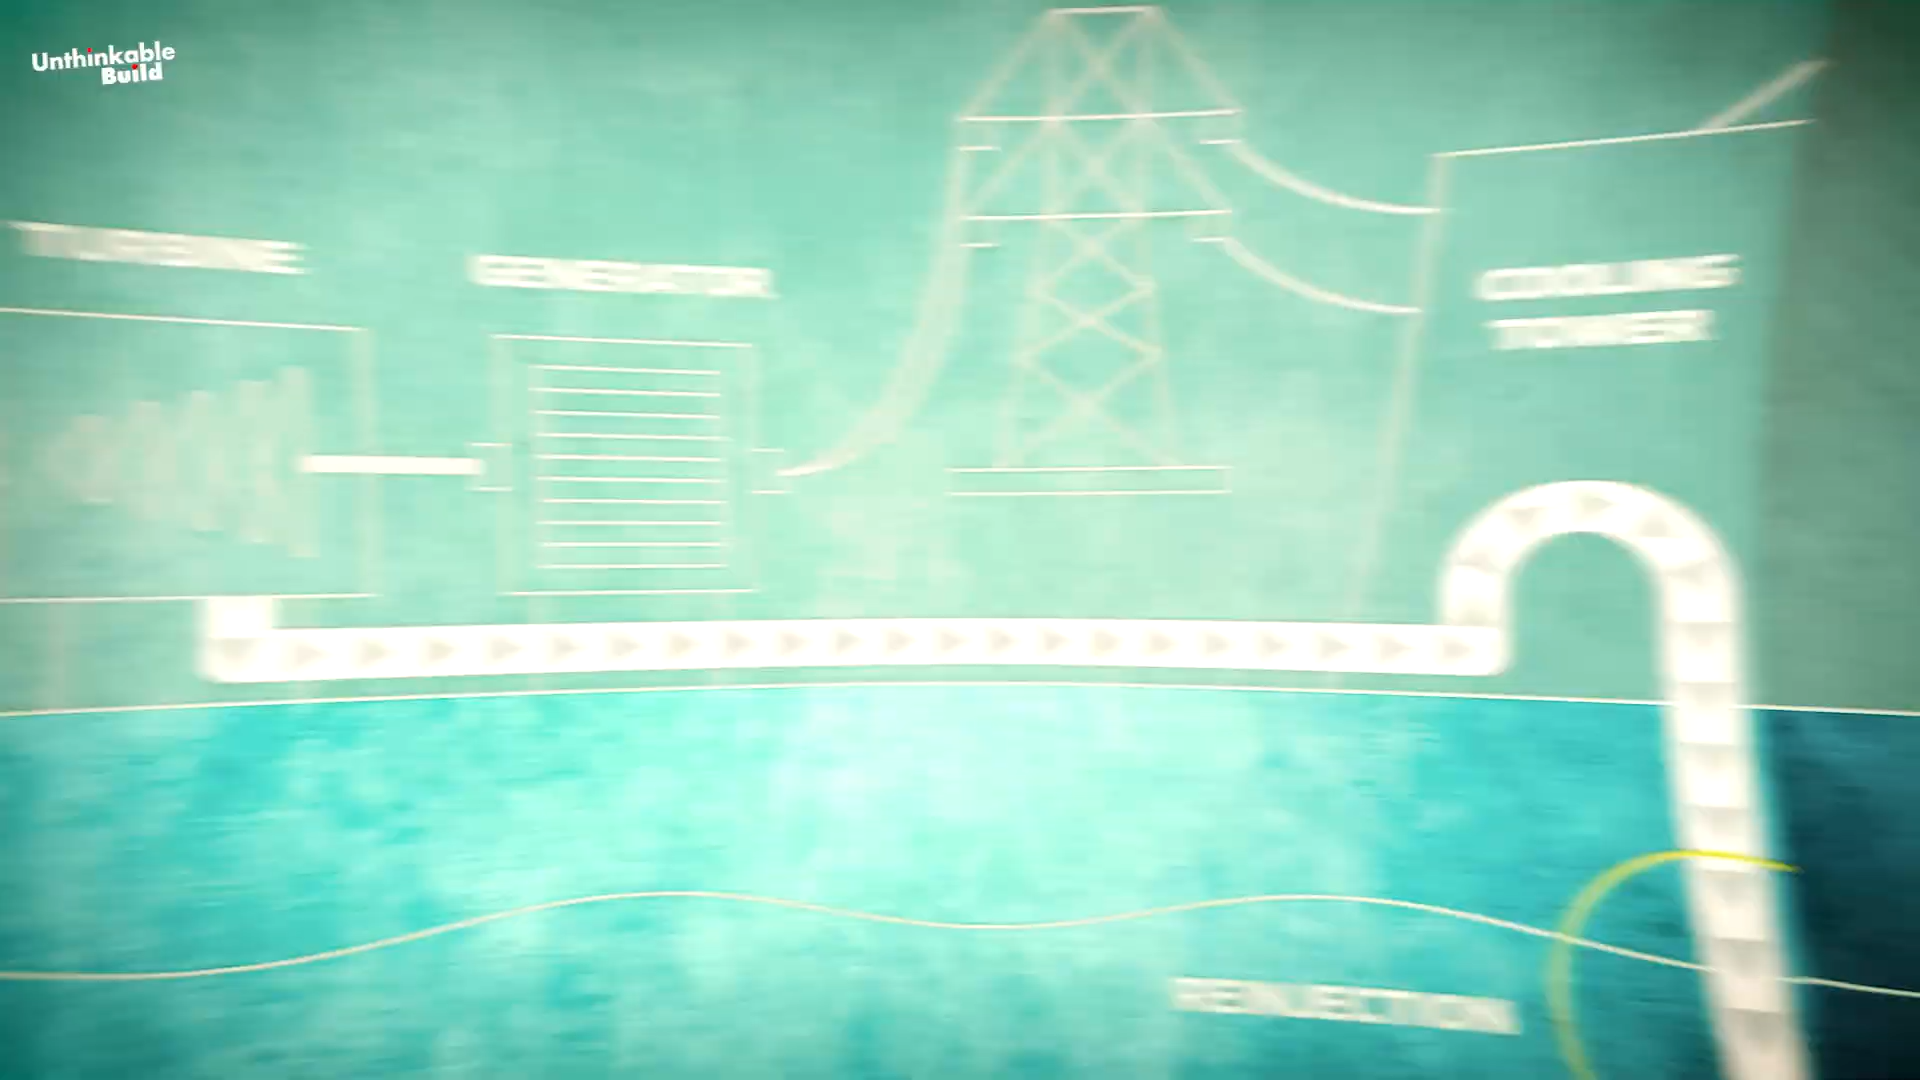 Unthinkable
Build
TURBINE
GENERATOR
COOLING
TOWER
REINJECTION